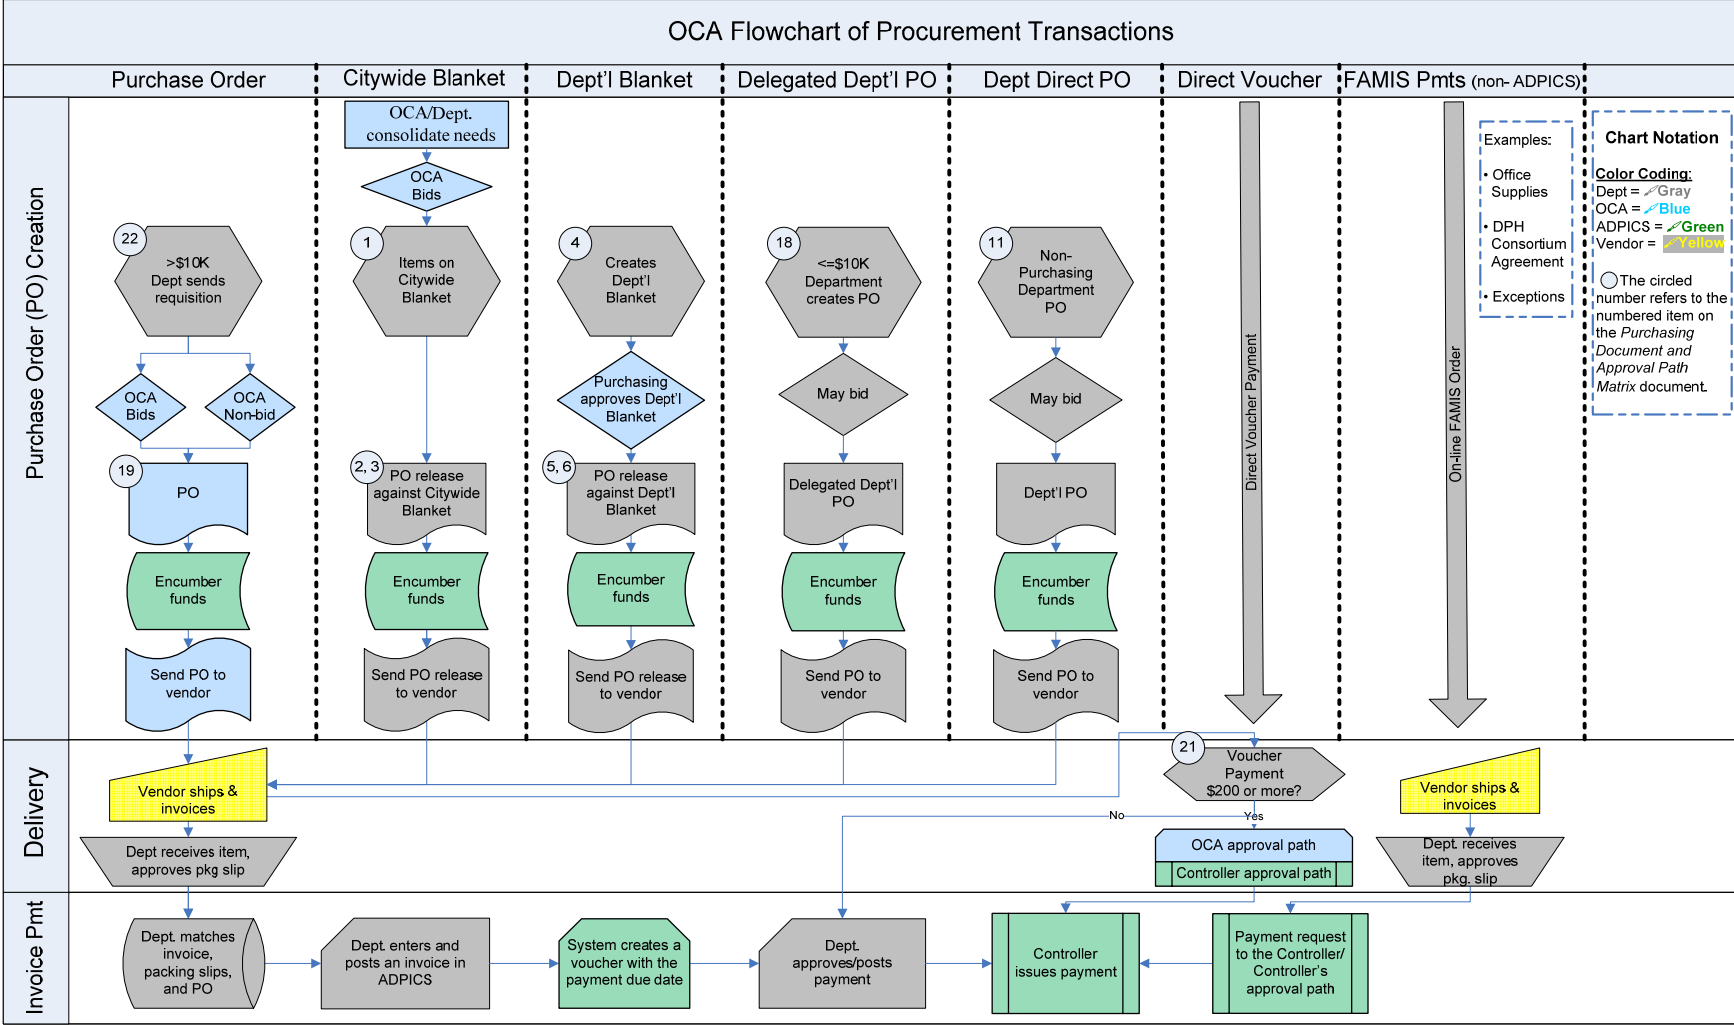 OCA Flowchart of Procurement Transactions
Purchase Order
Citywide Blanket
Dept'l Blanket
Delegated Dept'l PO
Dept Direct PO
Direct Voucher
FAMIS Pmts (non- ADPICS)
Purchase Order (PO) Creation
22
>$10K
Dept sends
requisition
OCA
Bids
OCA
Non-bid
19
PO
Encumber
funds
Send PO to
vendor
OCA/Dept.
consolidate needs
OCA
Bids
1
Items on
Citywide
Blanket
2, 3
PO release
against Citywide
Blanket
Encumber
funds
Send PO release
to vendor
4
Creates
Dept'l
Blanket
Purchasing
approves Dept'l
Blanket
5, 6
PO release
against Dept'l
Blanket
Encumber
funds
Send PO release
to vendor
18
<=$10K
Department
creates PO
May bid
Delegated Dept'l
PO
Encumber
funds
Send PO to
vendor
11
Non-
Purchasing
Department
PO
May bid
Dept'l PO
Encumber
funds
Send PO to
vendor
Direct Voucher Payment
On-line FAMIS Order
Examples:
• Office
Supplies
• DPH
Consortium
Agreement
• Exceptions
Chart Notation
Color Coding:
Dept = Gray
OCA = Blue
ADPICS = Green
Vendor = Yellow
The circled
number refers to the
numbered item on
the Purchasing
Document and
Approval Path
Matrix document.
Delivery
Vendor ships &
invoices
Dept receives item,
approves pkg slip
21
Voucher
Payment
$200 or more?
No
Yes
OCA approval path
Controller approval path
Vendor ships &
invoices
Dept. receives
item, approves
pkg. slip
Invoice Pmt
Dept. matches
invoice,
packing slips,
and PO
Dept. enters and
posts an invoice in
ADPICS
System creates a
voucher with the
payment due date
Dept.
approves/posts
payment
Controller
issues payment
Payment request
to the Controller/
Controller's
approval path